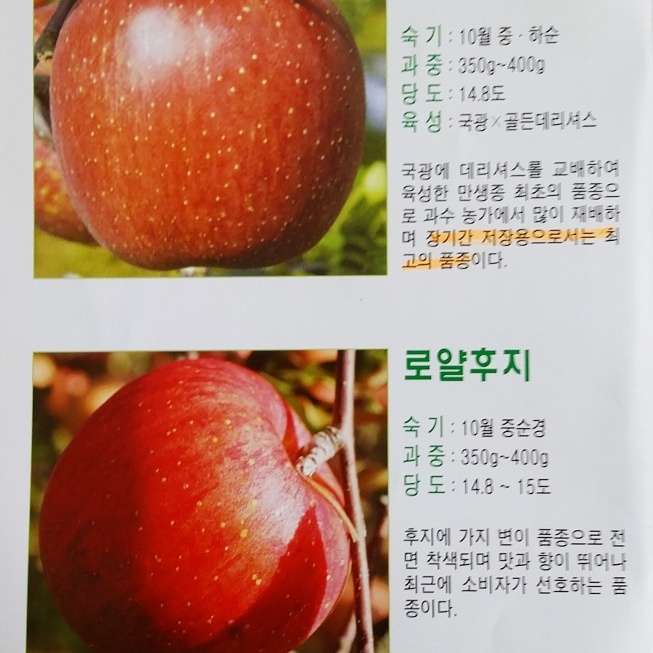 숙 기 : 10월 중 · 하순
과 중 : 350g~400g
당 도 : 14.8도
육 성 : 국광×골든데리셔스
국광에 데리셔스를 교배하여
육성한 만생종 최초의 품종으
로 과수 농가에서 많이 재배하
며 장기간 저장용으로서는 최
고의 품종이다.
로얄후지
숙 기 : 10월 중순경
과 중 : 350g~400g
당 도 : 14.8 ~ 15도
후지에 가지 변이 품종으로 전
면 착색되며 맛과 향이 뛰어나
최근에 소비자가 선호하는 품
종이다.